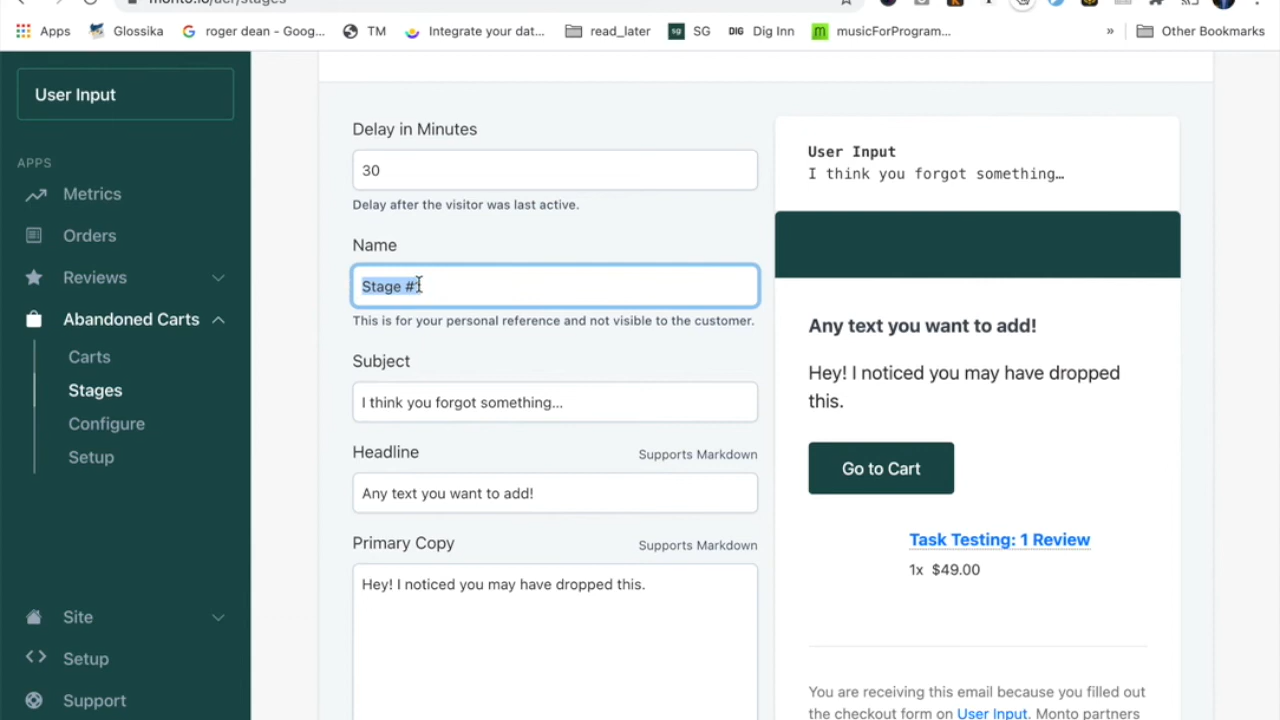 Apps
Glossika
roger dean - Goog...
TM
Integrate your dat...
read_later
SG
DIG
Dig Inn
musicForProgram...
»
Other Bookmarks
User Input
APPS
Metrics
Orders
Reviews
Abandoned Carts
Carts
Stages
Configure
Setup
Site
Setup
Support
Delay in Minutes
30
Delay after the visitor was last active.
Name
Stage #
This is for your personal reference and not visible to the customer.
Subject
I think you forgot something...
Headline
Supports Markdown
Any text you want to add!
Primary Copy
Supports Markdown
Hey! I noticed you may have dropped this.
User Input
I think you forgot something…
Any text you want to add!
Hey! I noticed you may have dropped
this.
Go to Cart
Task Testing: 1 Review
1x $49.00
You are receiving this email because you filled out
the checkout form on User Input. Monto partners